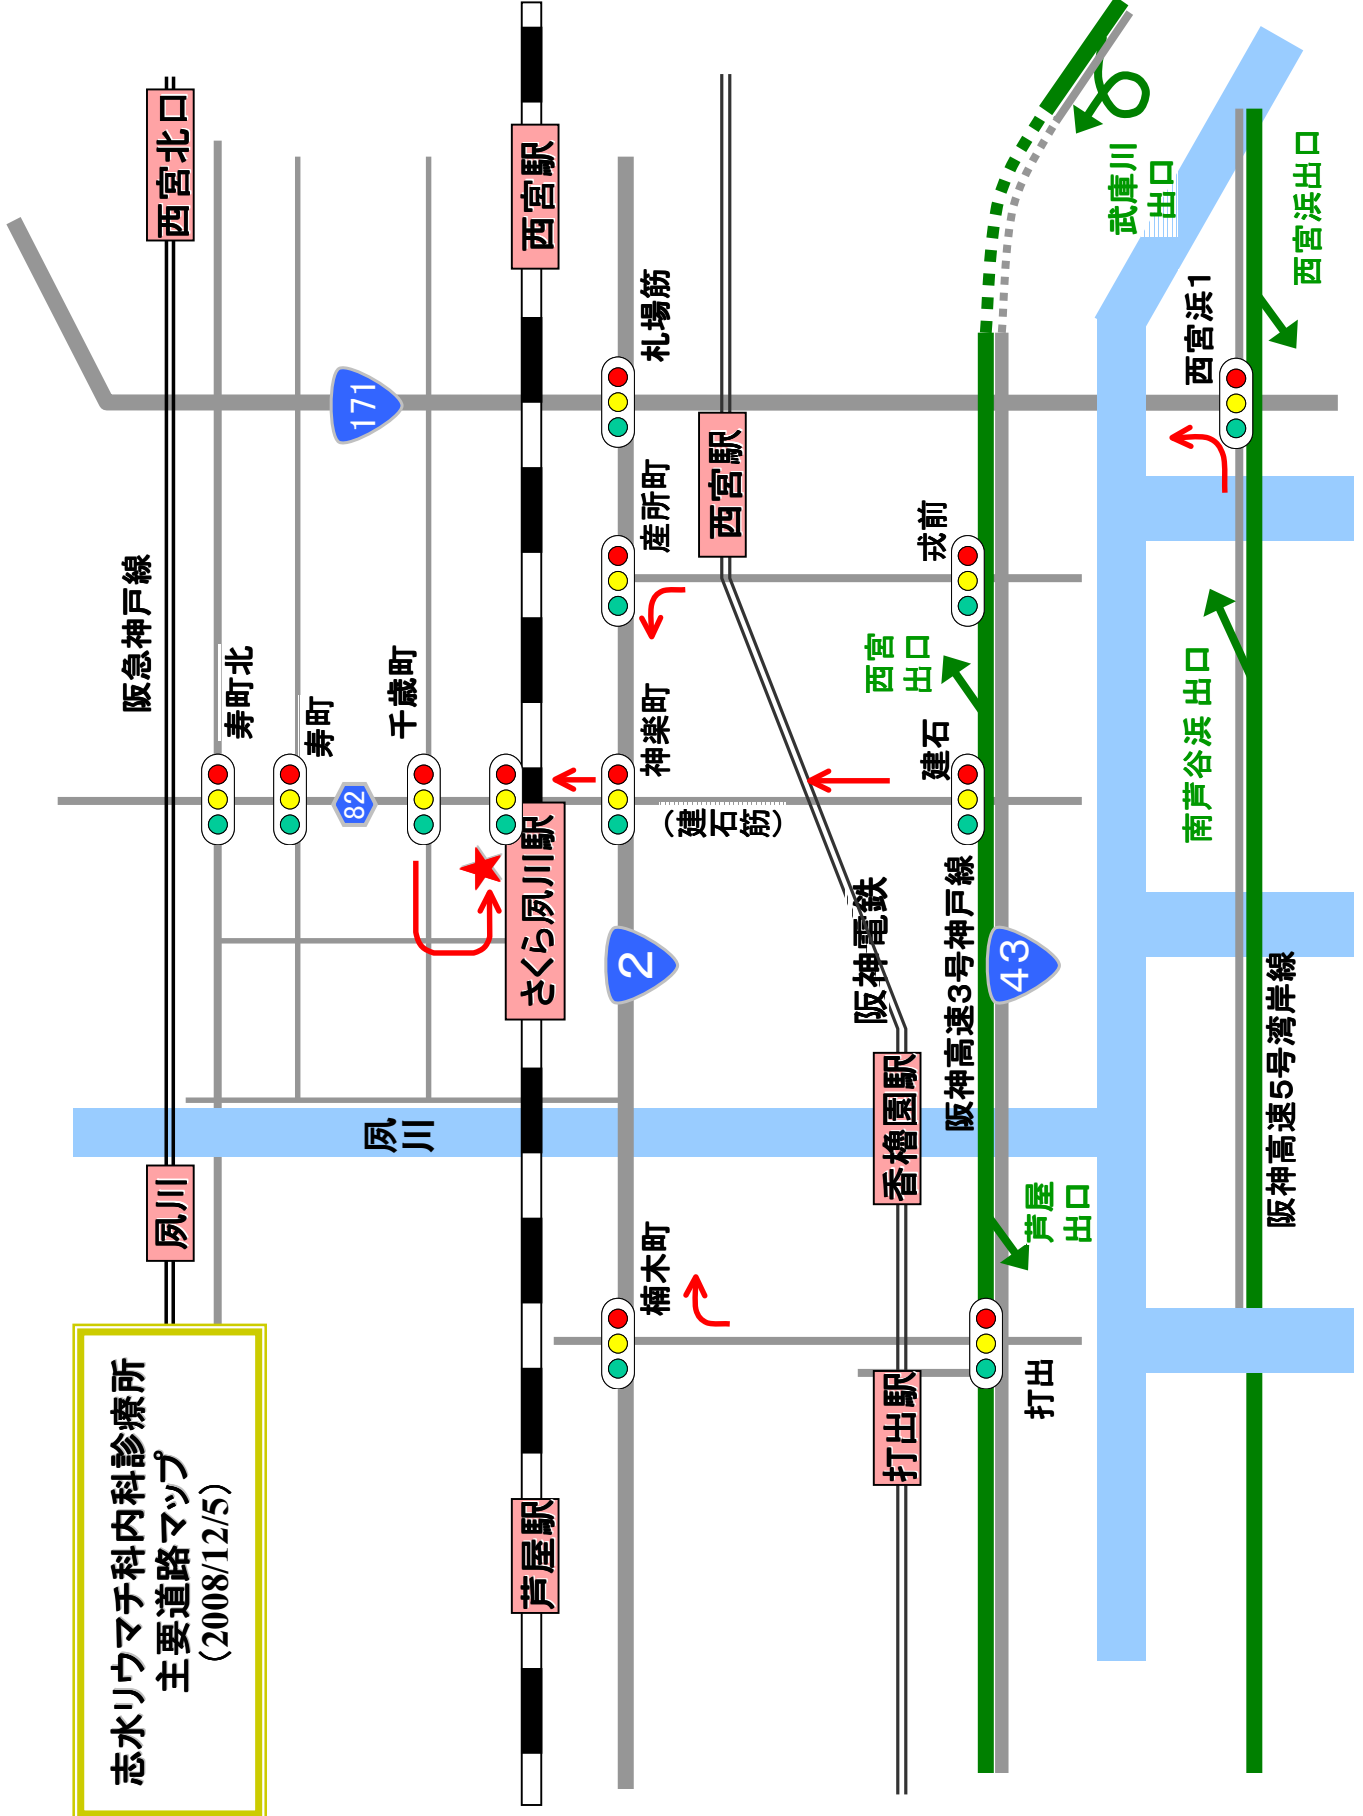 志水リウマチ科内科診療所
主要道路マップ
（2008/12/5）
夙川
阪急神戸線
西宮北口
寿町北
寿町
82
千歳町
171
夙
川
芦屋駅
さくら夙川駅
西宮駅
楠木町
2
神楽町
産所町
札場筋
（建石筋）
打出駅
香櫨園駅
阪神電鉄
西宮駅
西宮
出口
建石
戎前
阪神高速3号神戸線
43
打出
芦屋
出口
武庫川
出口
南芦谷浜 出口
西宮浜1
阪神高速5号湾岸線
西宮浜出口